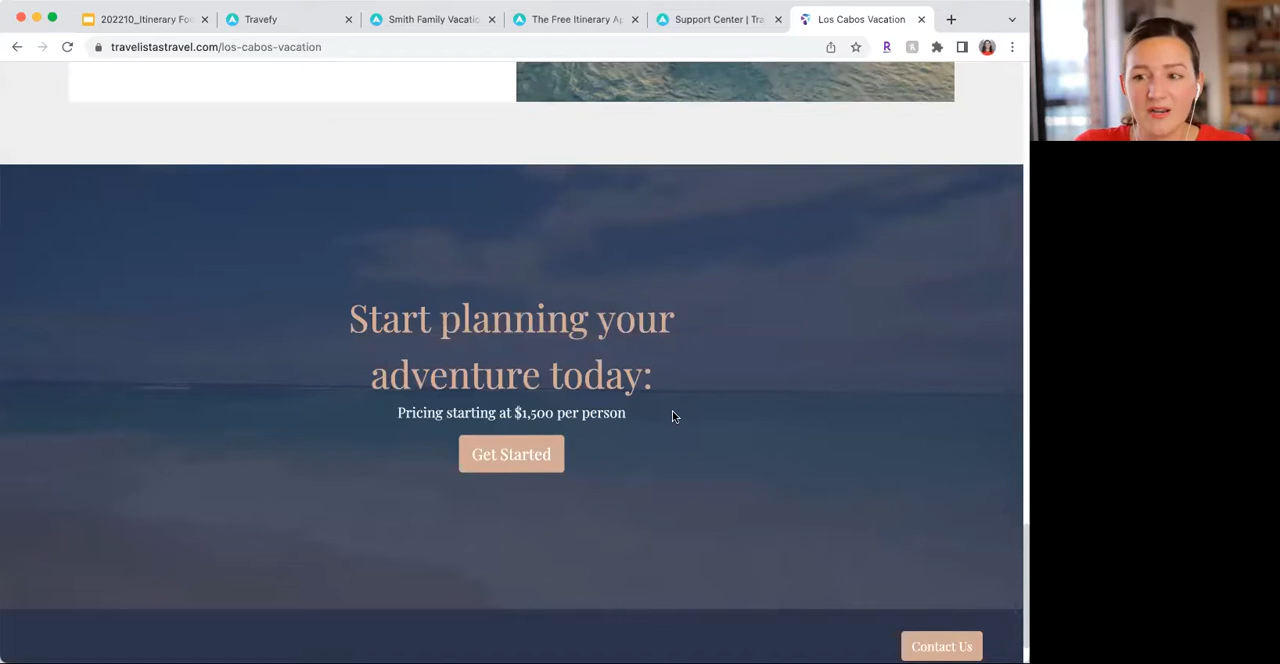 202210_Itinerary Fo
Travefy
Smith Family Vacatio
The Free Itinerary Ap
Support Center | Tra
Los Cabos Vacation
travelistastravel.com/los-cabos-vacation
R
Start planning your
adventure today:
Pricing starting at $1,500 per person
Get Started
Contact Us